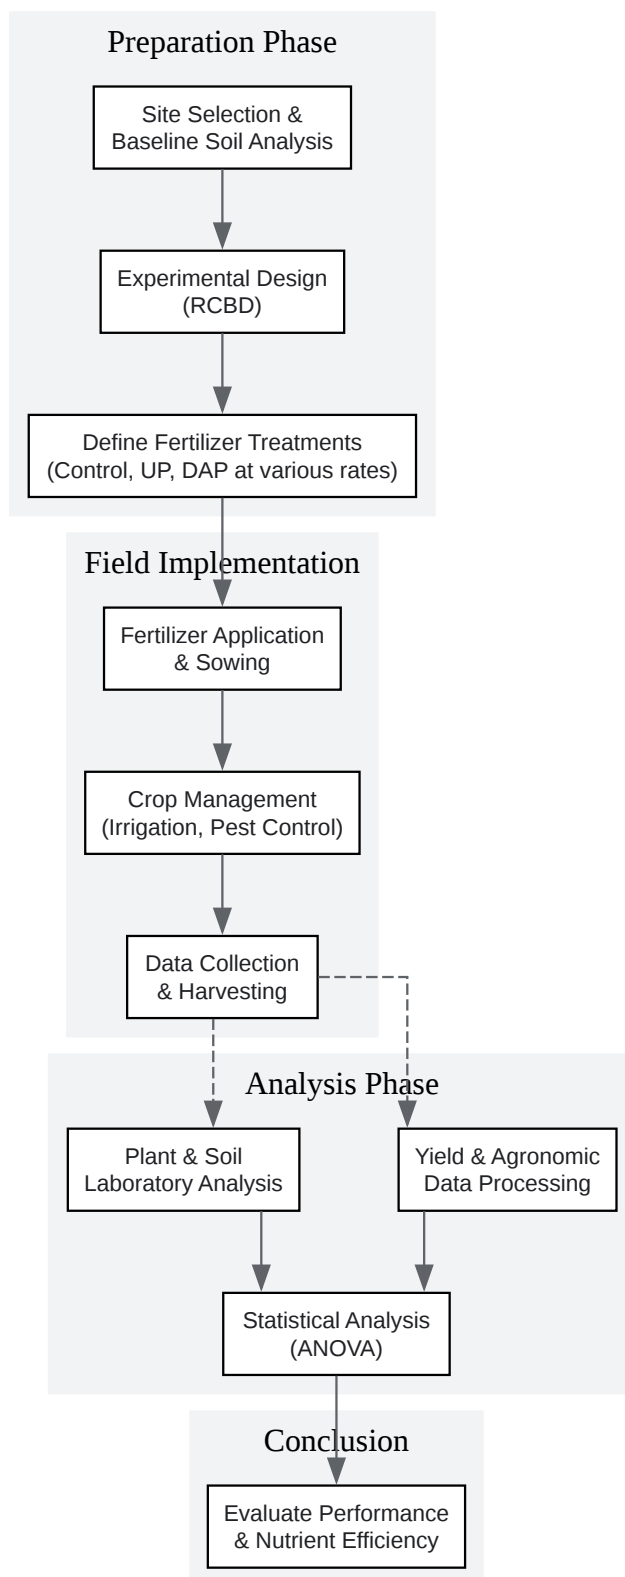 Preparation Phase
Site Selection &
Baseline Soil Analysis
Experimental Design
(RCBD)
Define Fertilizer Treatments
(Control, UP, DAP at various rates)
Field Implementation
Fertilizer Application
& Sowing
Crop Management
(Irrigation, Pest Control)
Data Collection
& Harvesting
Analysis Phase
Plant & Soil
Laboratory Analysis
Yield & Agronomic
Data Processing
Statistical Analysis
(ANOVA)
Conclusion
Evaluate Performance
& Nutrient Efficiency